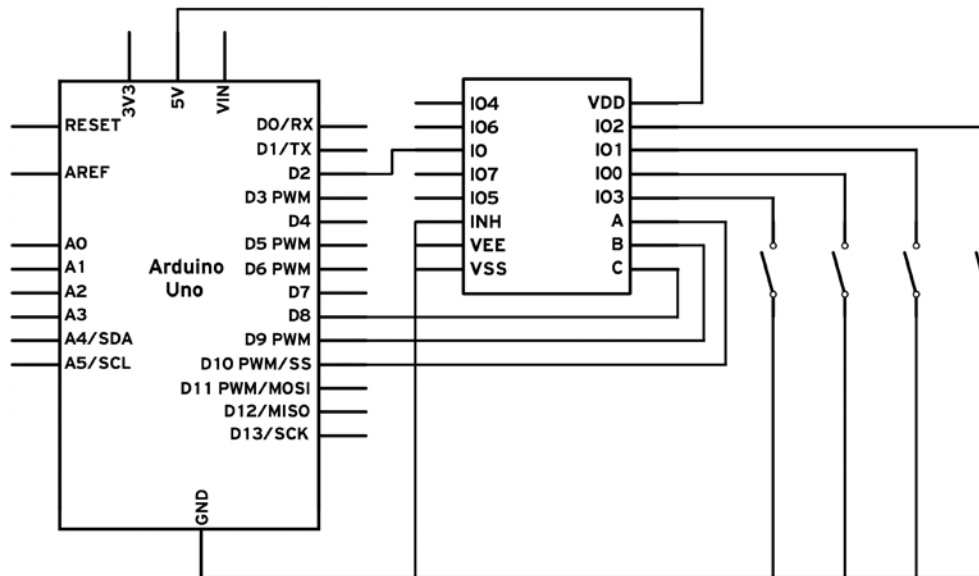 3V3
5V
VIN
RESET
AREF
A0
A1
A2
A3
A4/SDA
A5/SCL
Arduino
Uno
D0/RX
D1/TX
D2
D3 PWM
D4
D5 PWM
D6 PWM
D7
D8
D9 PWM
D10 PWM/SS
D11 PWM/MOSI
D12/MISO
D13/SCK
GND
IO4
IO6
IO
IO7
IO5
INH
VEE
VSS
VDD
IO2
IO1
IO0
IO3
A
B
C